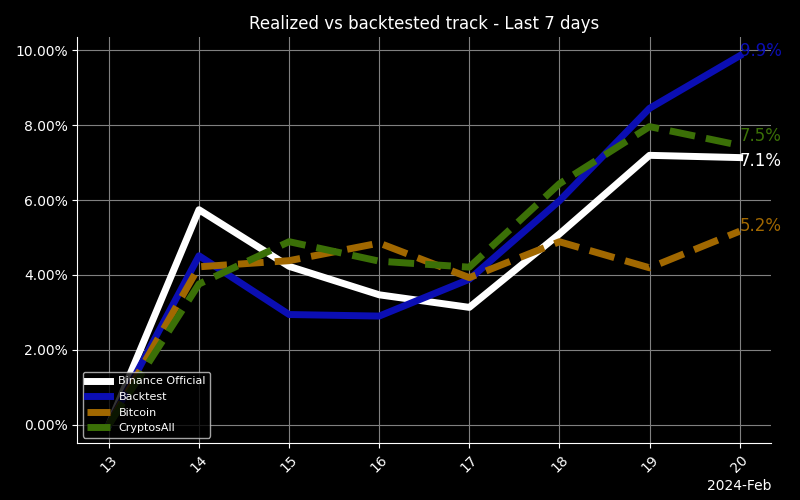 Realized vs backtested track - Last 7 days
10.00%
8.00%
6.00%
4.00%
2.00%
0.00%
9.9%
7.5%
7.1%
5.2%
Binance Official
Backtest
Bitcoin
CryptosAll
13 14 15 16 17 18 19 20
2024-Feb